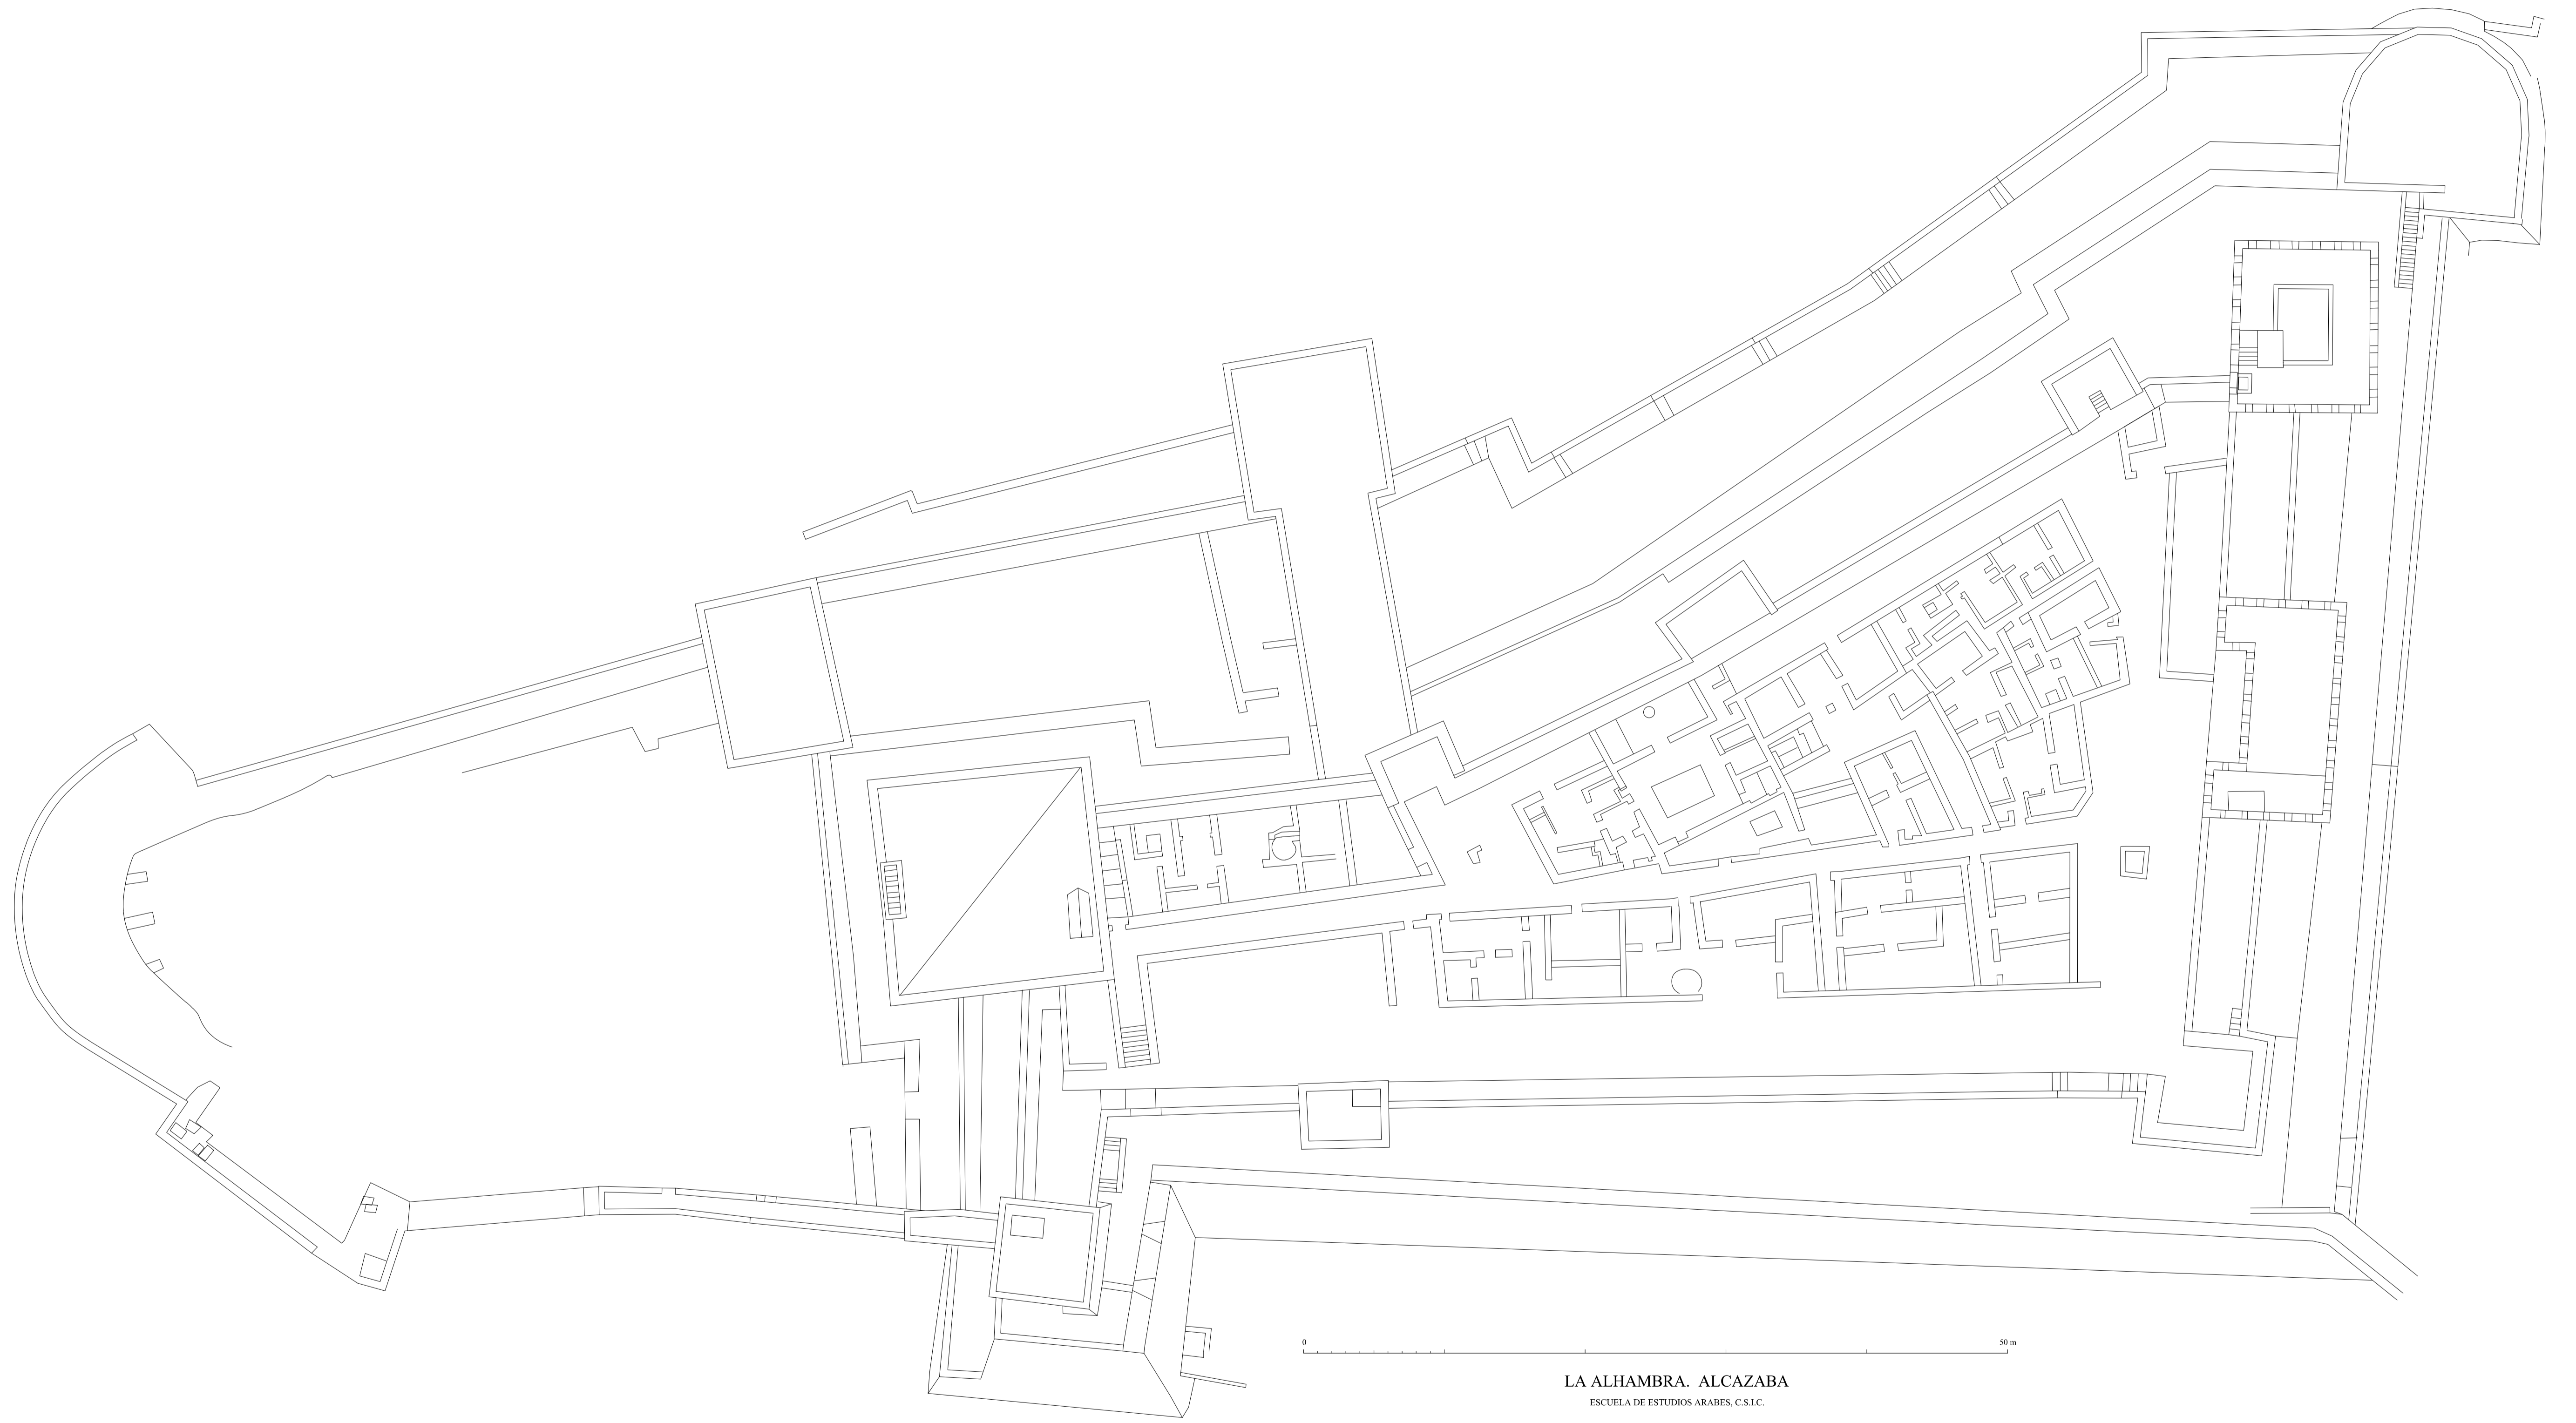 0 50 m
LA ALHAMBRA. ALCAZABA
ESCUELA DE ESTUDIOS ARABES, C.S.I.C.